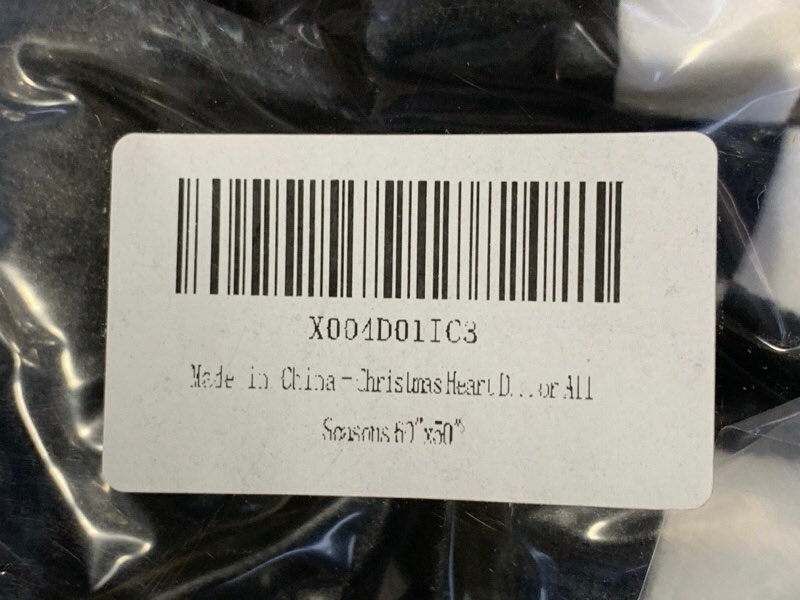 X004D01IC3
Made in China - Christmas Heart D...or All
Seasons 60"x50"